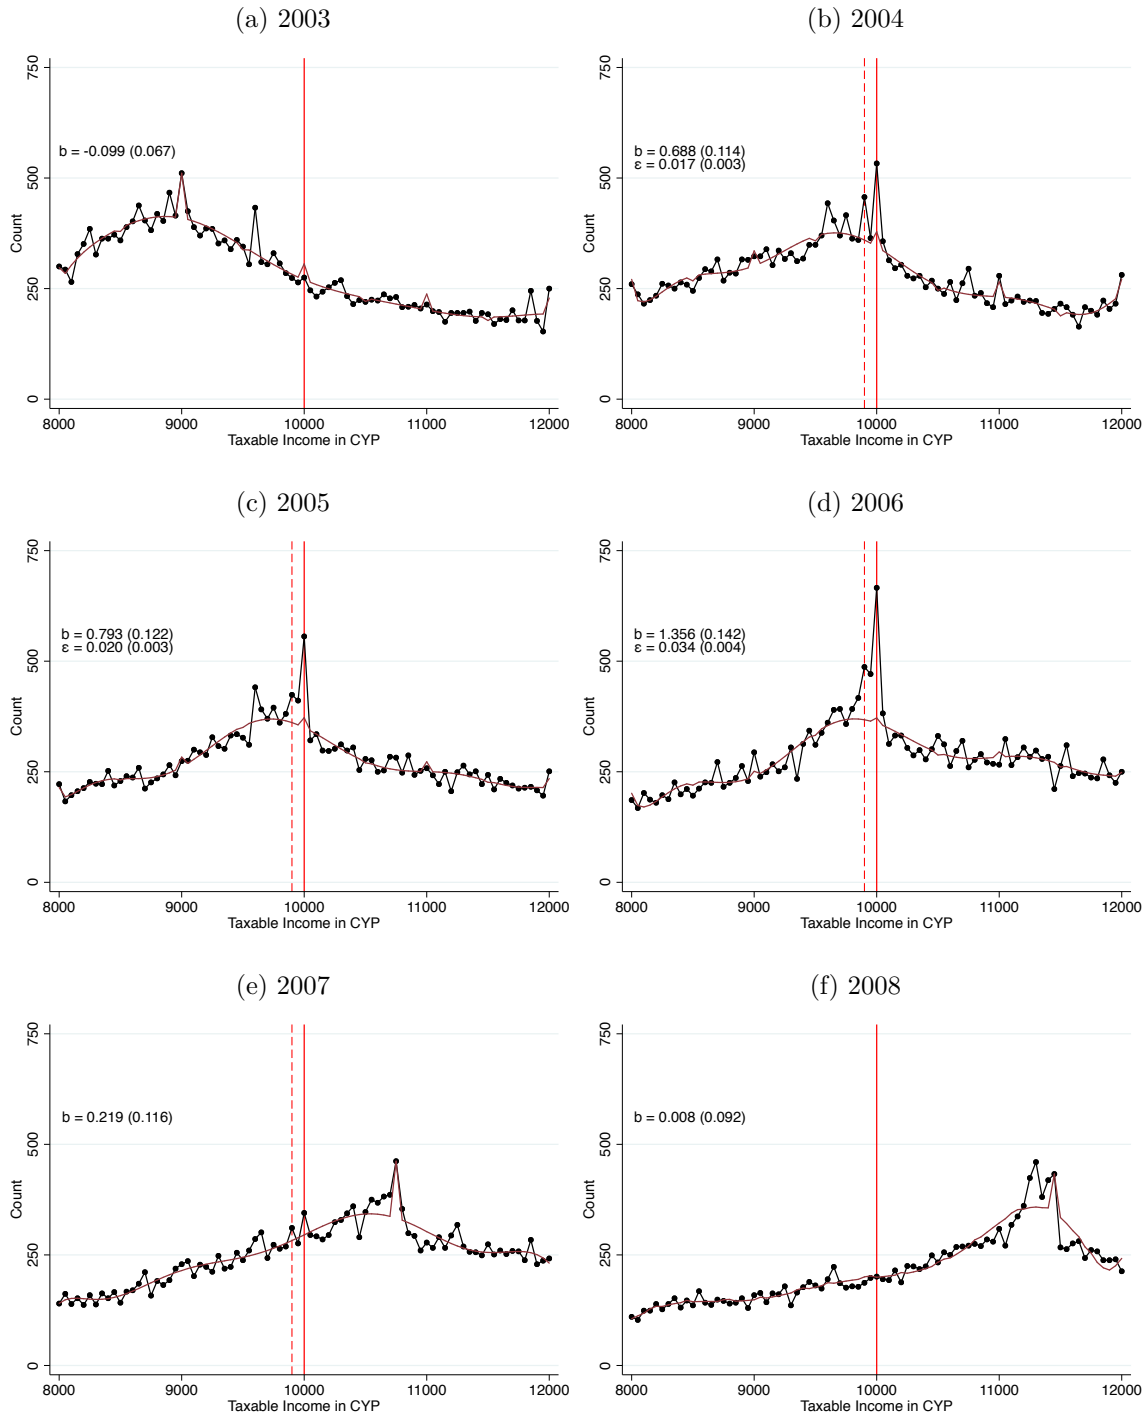 (a) 2003
750
500
250
0
Count
b = -0.099 (0.067)
8000 9000 10000 11000 12000
Taxable Income in CYP
(b) 2004
750
500
250
0
Count
b = 0.688 (0.114)
ε = 0.017 (0.003)
8000 9000 10000 11000 12000
Taxable Income in CYP
(c) 2005
750
500
250
0
Count
b = 0.793 (0.122)
ε = 0.020 (0.003)
8000 9000 10000 11000 12000
Taxable Income in CYP
(d) 2006
750
500
250
0
Count
b = 1.356 (0.142)
ε = 0.034 (0.004)
8000 9000 10000 11000 12000
Taxable Income in CYP
(e) 2007
750
500
250
0
Count
b = 0.219 (0.116)
8000 9000 10000 11000 12000
Taxable Income in CYP
(f) 2008
750
500
250
0
Count
b = 0.008 (0.092)
8000 9000 10000 11000 12000
Taxable Income in CYP